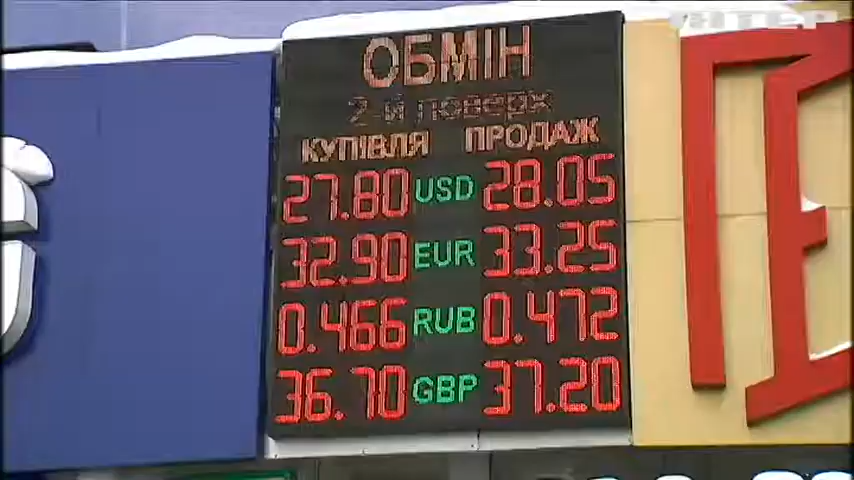 ІНТЕР
ОБМІН
2-й поверх
КУПІВЛЯ ПРОДАЖ
27.80 USD 28.05
32.90 EUR 33.25
0.466 RUB 0.472
36.70 GBP 37.20